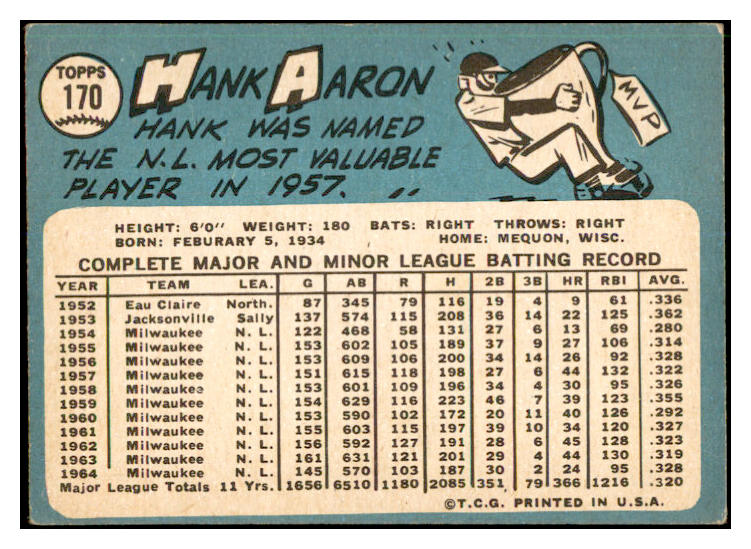 TOPPS
170
HANK AARON
HANK WAS NAMED
THE N.L. MOST VALUABLE
PLAYER IN 1957.
MVP
HEIGHT: 6'0" WEIGHT: 180 BATS: RIGHT THROWS: RIGHT
BORN: FEBURARY 5, 1934 HOME: MEQUON, WISC.
COMPLETE MAJOR AND MINOR LEAGUE BATTING RECORD
YEAR TEAM LEA. G AB R H 2B 3B HR RBI AVG.
1952 Eau Claire North. 87 345 79 116 19 4 9 61 .336
1953 Jacksonville Sally 137 574 115 208 36 14 22 125 .362
1954 Milwaukee N. L. 122 468 58 131 27 6 13 69 .280
1955 Milwaukee N. L. 153 602 105 189 37 9 27 106 .314
1956 Milwaukee N. L. 153 609 106 200 34 14 26 92 .328
1957 Milwaukee N. L. 151 615 118 198 27 6 44 132 .322
1958 Milwaukee N. L. 153 601 109 196 34 4 30 95 .326
1959 Milwaukee N. L. 154 629 116 223 46 7 39 123 .355
1960 Milwaukee N. L. 153 590 102 172 20 11 40 126 .292
1961 Milwaukee N. L. 155 603 115 197 39 10 34 120 .327
1962 Milwaukee N. L. 156 592 127 191 28 6 45 128 .323
1963 Milwaukee N. L. 161 631 121 201 29 4 44 130 .319
1964 Milwaukee N. L. 145 570 103 187 30 2 24 95 .328
Major League Totals 11 Yrs. 1656 6510 1180 2085 351 79 366 1216 .320
©T.C.G. PRINTED IN U.S.A.